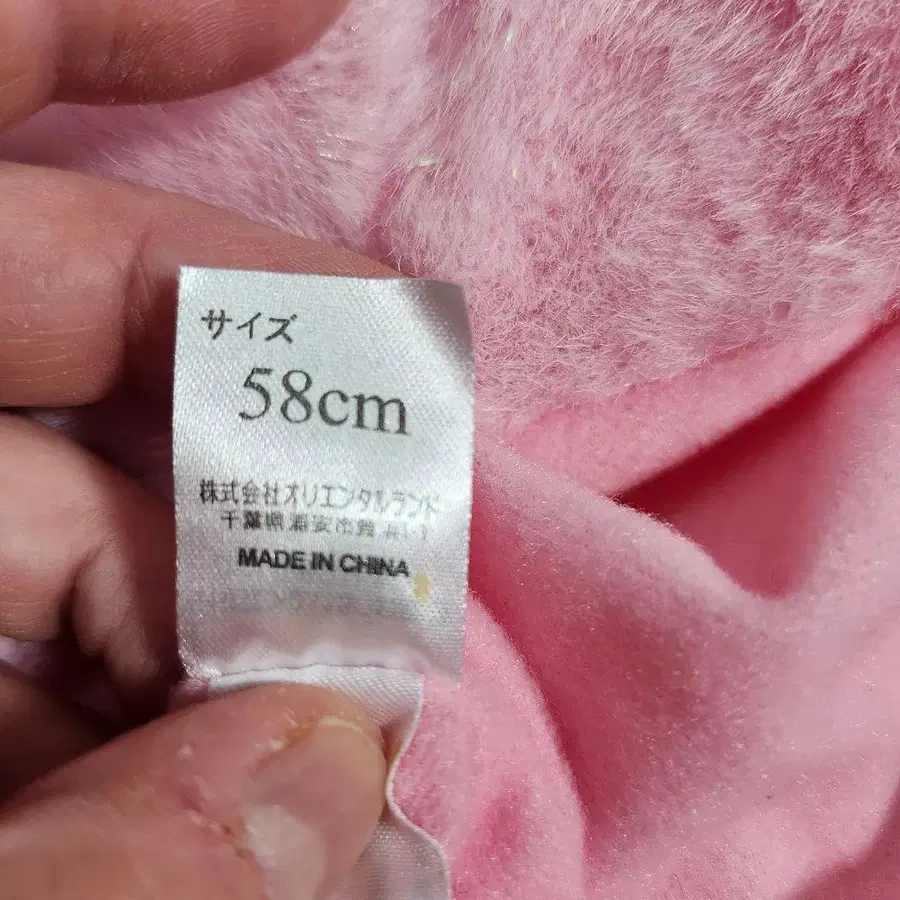 サイズ
58cm
株式会社オリエンタルランド
千葉県浦安市舞浜1-1
MADE IN CHINA